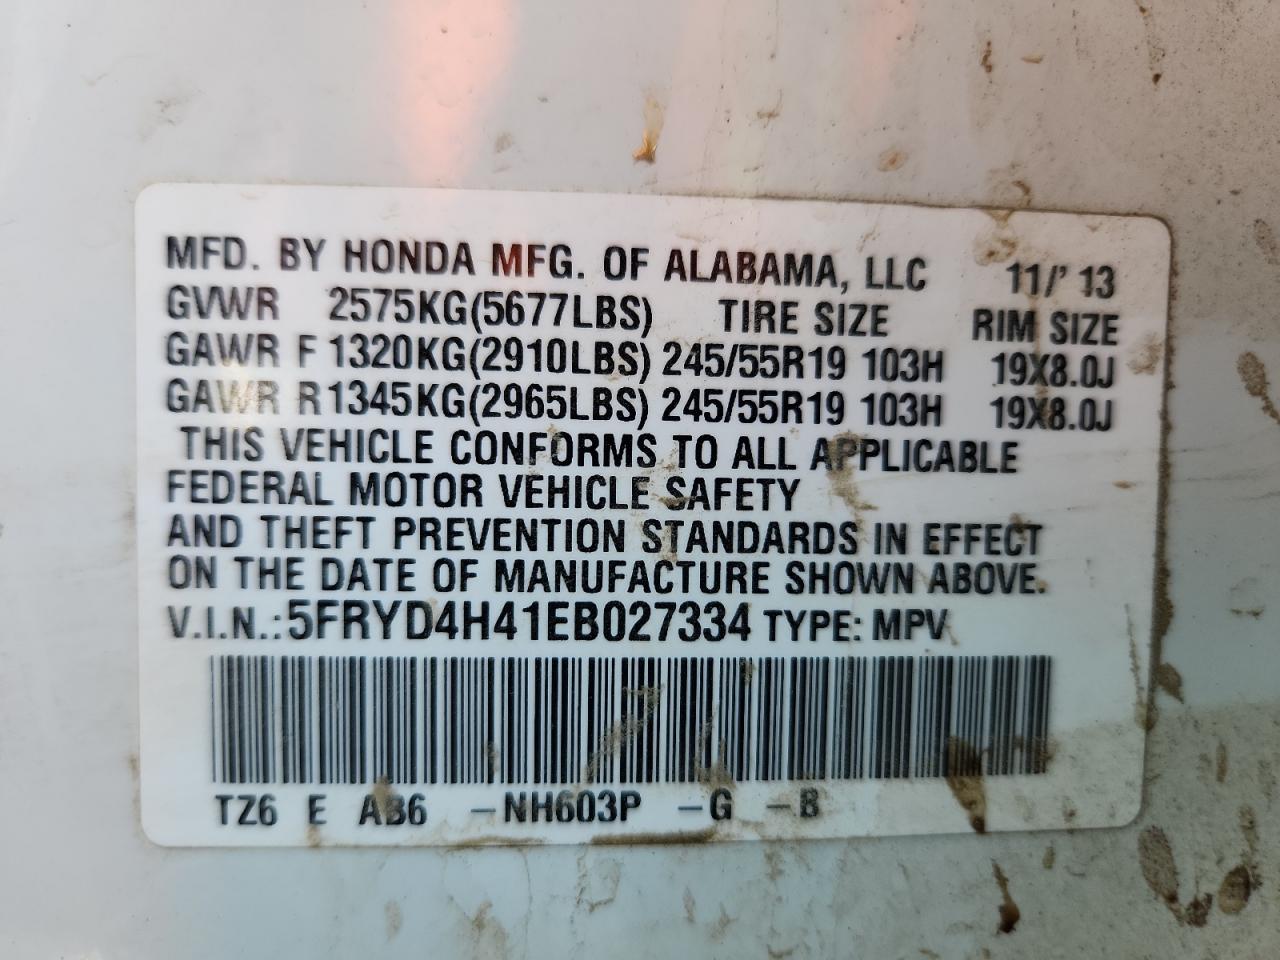 MFD. BY HONDA MFG. OF ALABAMA, LLC 11/' 13
GVWR 2575KG(5677LBS) TIRE SIZE RIM SIZE
GAWR F 1320KG(2910LBS) 245/55R19 103H 19X8.0J
GAWR R 1345KG(2965LBS) 245/55R19 103H 19X8.0J
THIS VEHICLE CONFORMS TO ALL APPLICABLE
FEDERAL MOTOR VEHICLE SAFETY
AND THEFT PREVENTION STANDARDS IN EFFECT
ON THE DATE OF MANUFACTURE SHOWN ABOVE.
V.I.N.: 5FRYD4H41EB027334 TYPE: MPV
TZ6 E AB6 –NH603P –G –B